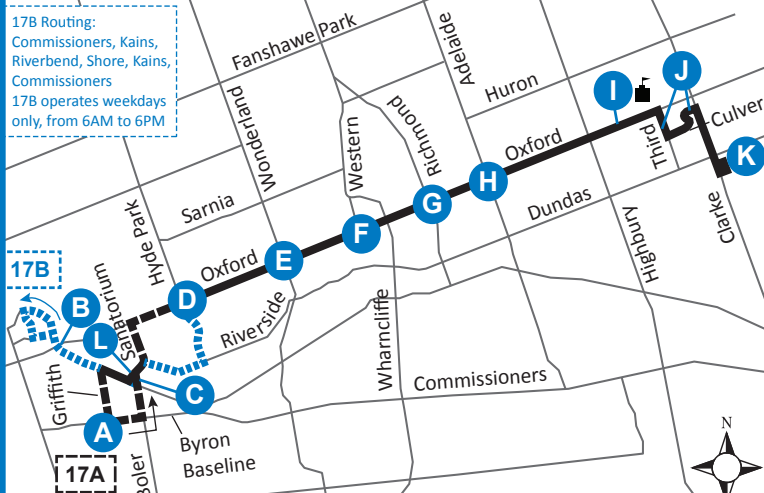 17B Routing:
Commissioners, Kains,
Riverbend, Shore, Kains,
Commissioners
17B operates weekdays
only, from 6AM to 6PM
Fanshawe Park
Adelaide
Wonderland
Huron
I
J
Culver
Western
Richmond
Oxford
Third
K
Hyde Park
Sarnia
H
G
Dundas
F
Highbury
Clarke
E
Oxford
17B
Sanatorium
D
B
Riverside
L
Wharncliffe
Commissioners
Griffith
C
A
Byron
Baseline
17A
Boler
N